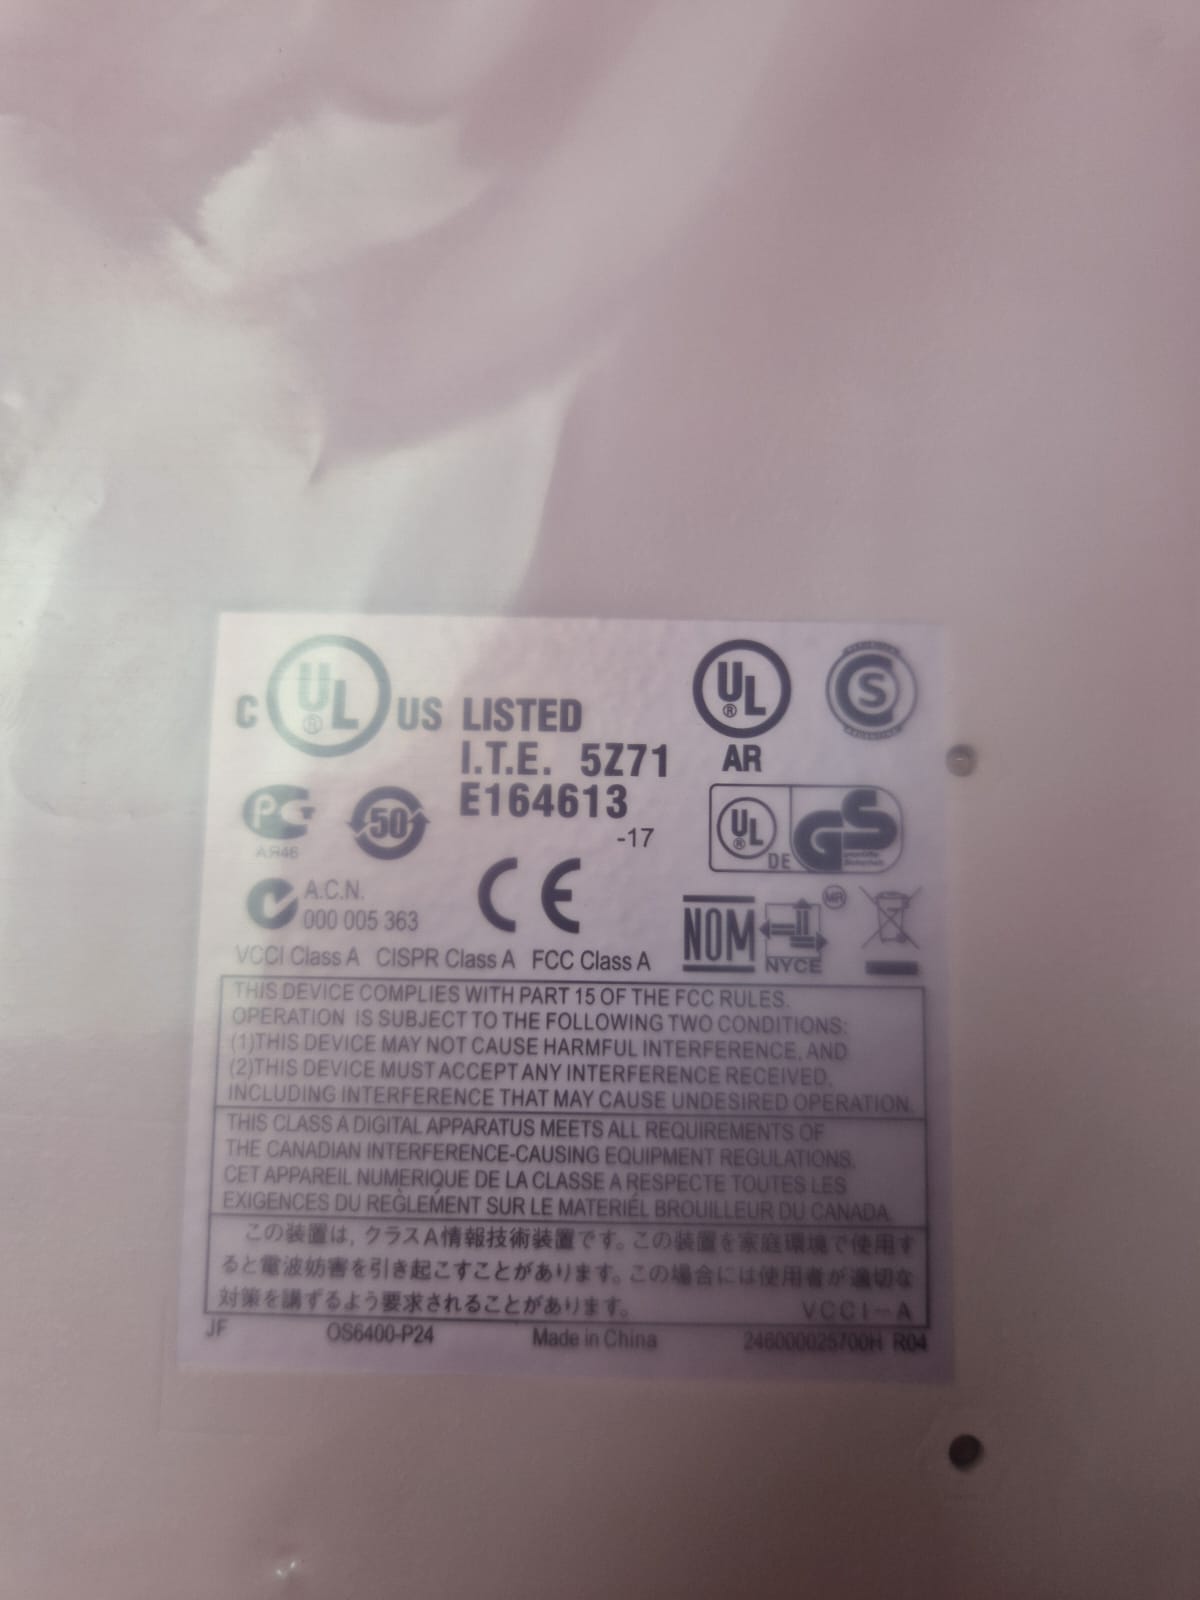 C UL ® US LISTED
I.T.E. 5Z71
E164613
-17
UL ®
AR
CS
PCT
АЯ46
50
UL ®
DE
GS
A.C.N.
000 005 363
CE
NOM
MR
NYCE
VCCI Class A CISPR Class A FCC Class A
THIS DEVICE COMPLIES WITH PART 15 OF THE FCC RULES.
OPERATION IS SUBJECT TO THE FOLLOWING TWO CONDITIONS:
(1)THIS DEVICE MAY NOT CAUSE HARMFUL INTERFERENCE, AND
(2)THIS DEVICE MUST ACCEPT ANY INTERFERENCE RECEIVED,
INCLUDING INTERFERENCE THAT MAY CAUSE UNDESIRED OPERATION.
THIS CLASS A DIGITAL APPARATUS MEETS ALL REQUIREMENTS OF
THE CANADIAN INTERFERENCE-CAUSING EQUIPMENT REGULATIONS.
CET APPAREIL NUMERIQUE DE LA CLASSE A RESPECTE TOUTES LES
EXIGENCES DU REGLEMENT SUR LE MATERIEL BROUILLEUR DU CANADA.
この装置は, クラスA情報技術装置です。この装置を家庭環境で使用す
ると電波妨害を引き起こすことがあります。この場合には使用者が適切な
対策を講ずるよう要求されることがあります。 VCCI-A
JF OS6400-P24 Made in China 246000025700H R04